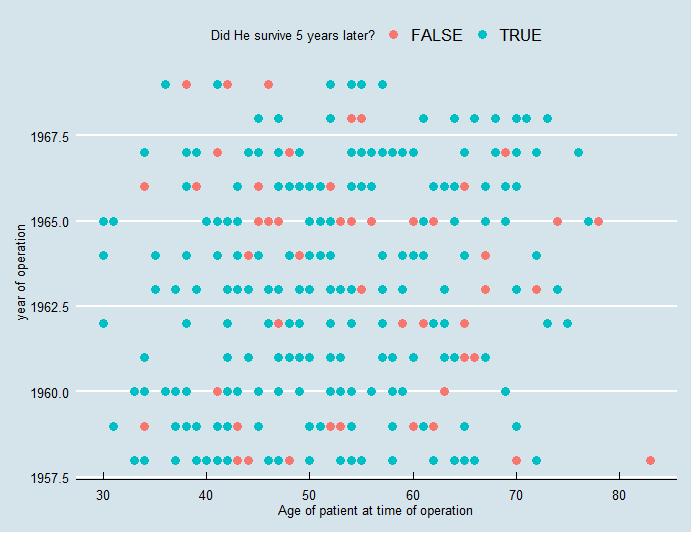 Did He survive 5 years later? FALSE TRUE
1967.5
1965.0
year of operation
1962.5
1960.0
1957.5
30 40 50 60 70 80
Age of patient at time of operation